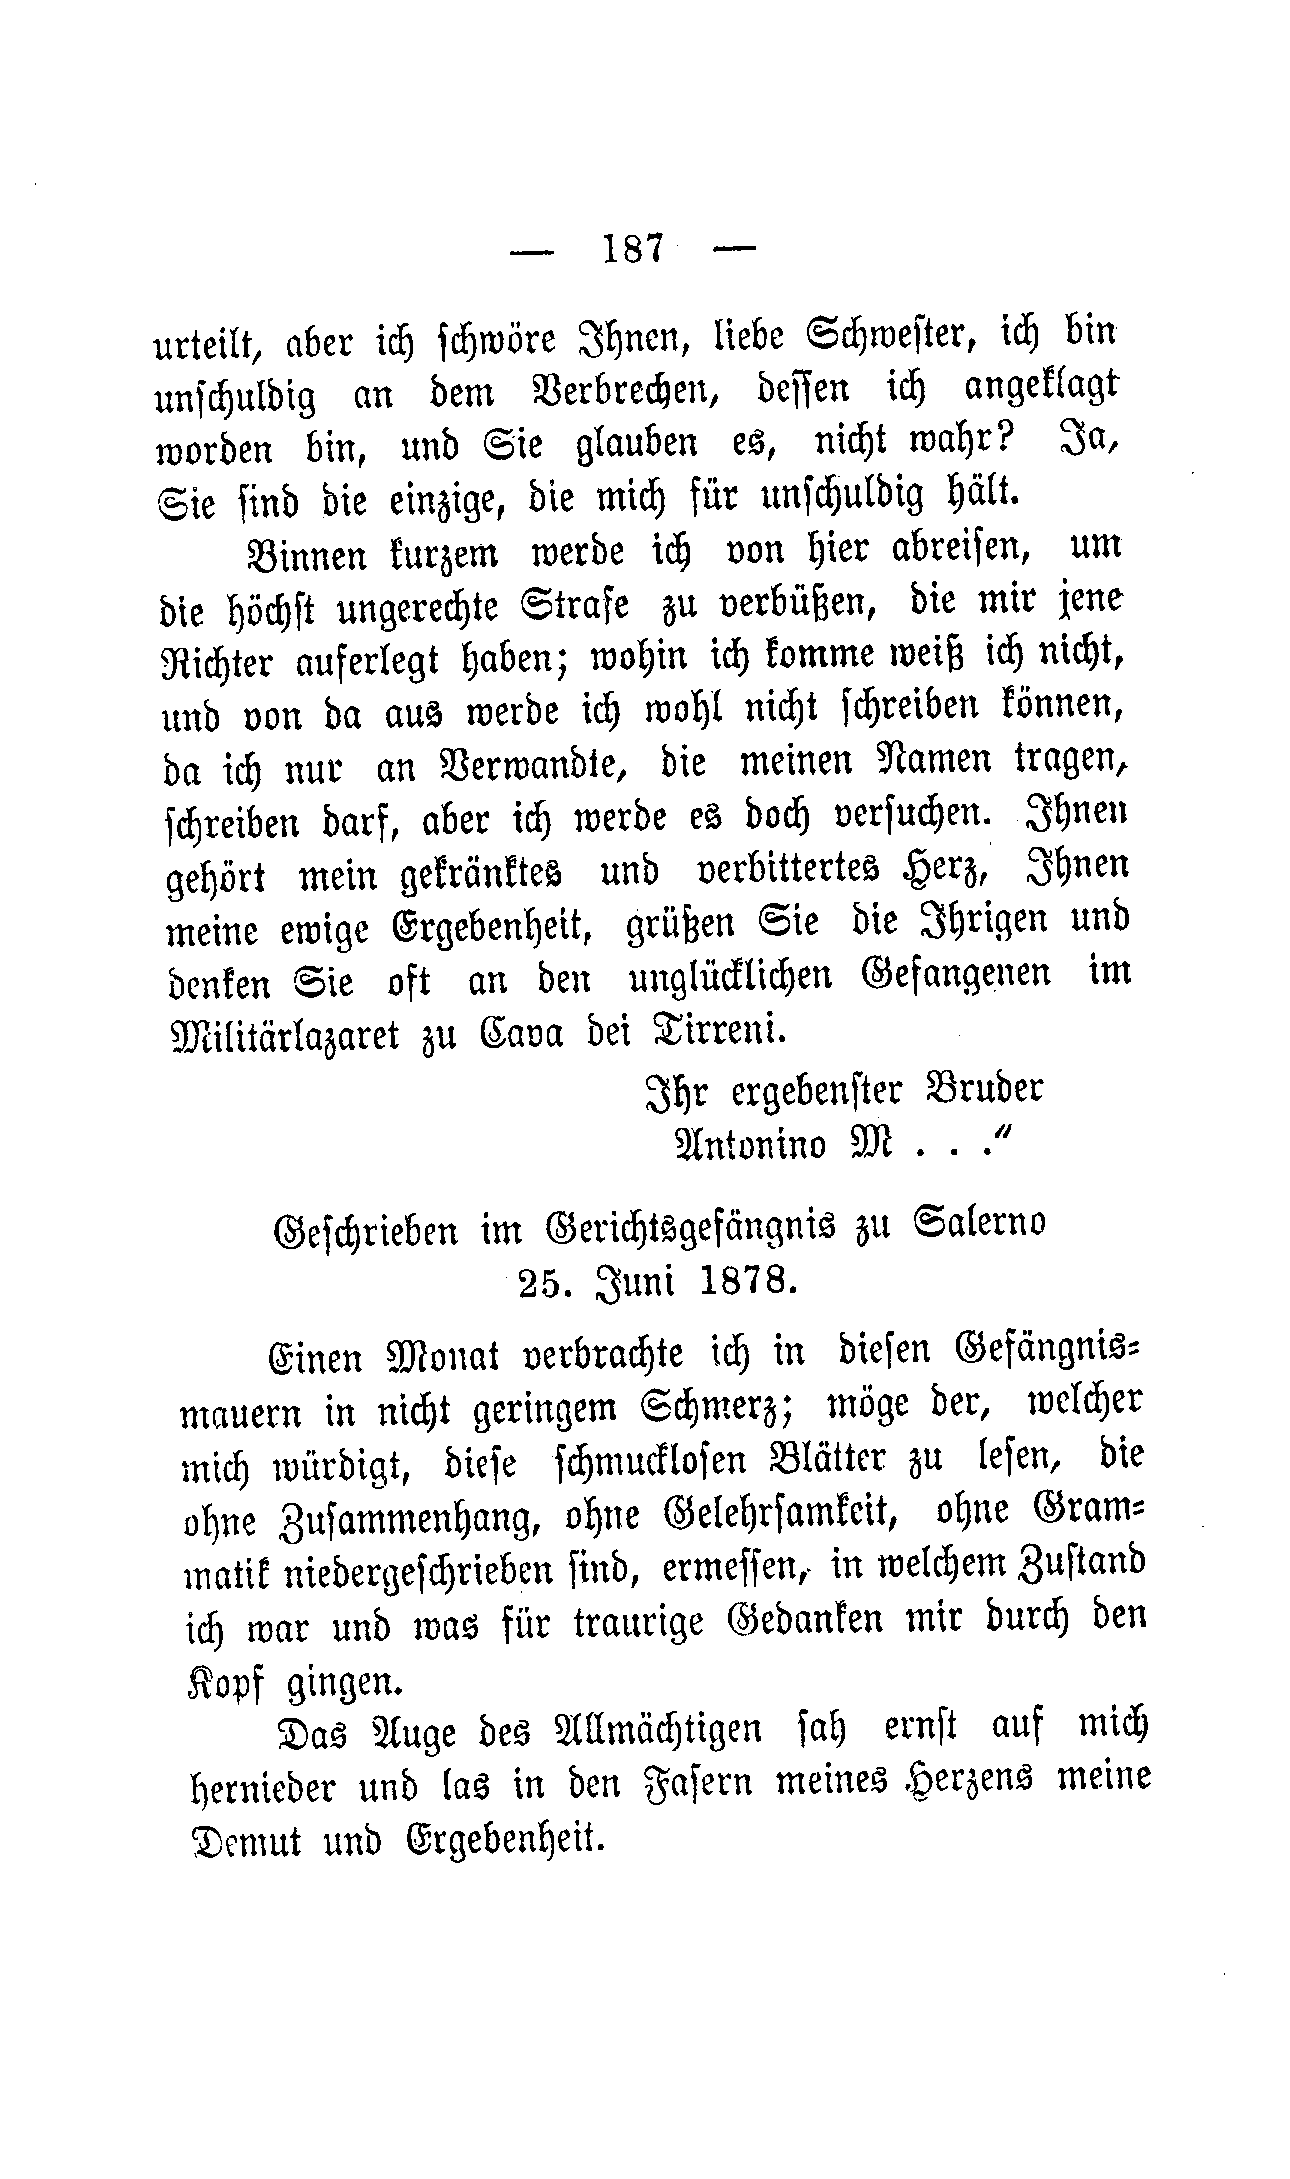 — 187 —
urteilt, aber ich schwöre Ihnen, liebe Schwester, ich bin
unschuldig an dem Verbrechen, dessen ich angeklagt
worden bin, und Sie glauben es, nicht wahr? Ja,
Sie sind die einzige, die mich für unschuldig hält.
Binnen kurzem werde ich von hier abreisen, um
die höchst ungerechte Strafe zu verbüßen, die mir jene
Richter auferlegt haben; wohin ich komme weiß ich nicht,
und von da aus werde ich wohl nicht schreiben können,
da ich nur an Verwandte, die meinen Namen tragen,
schreiben darf, aber ich werde es doch versuchen. Ihnen
gehört mein gekränktes und verbittertes Herz, Ihnen
meine ewige Ergebenheit, grüßen Sie die Ihrigen und
denken Sie oft an den unglücklichen Gefangenen im
Militärlazaret zu Cava dei Tirreni.
Ihr ergebenster Bruder
Antonino M . . .“
Geschrieben im Gerichtsgefängnis zu Salerno
25. Juni 1878.
Einen Monat verbrachte ich in diesen Gefängnis-
mauern in nicht geringem Schmerz; möge der, welcher
mich würdigt, diese schmucklosen Blätter zu lesen, die
ohne Zusammenhang, ohne Gelehrsamkeit, ohne Gram-
matik niedergeschrieben sind, ermessen, in welchem Zustand
ich war und was für traurige Gedanken mir durch den
Kopf gingen.
Das Auge des Allmächtigen sah ernst auf mich
hernieder und las in den Fasern meines Herzens meine
Demut und Ergebenheit.